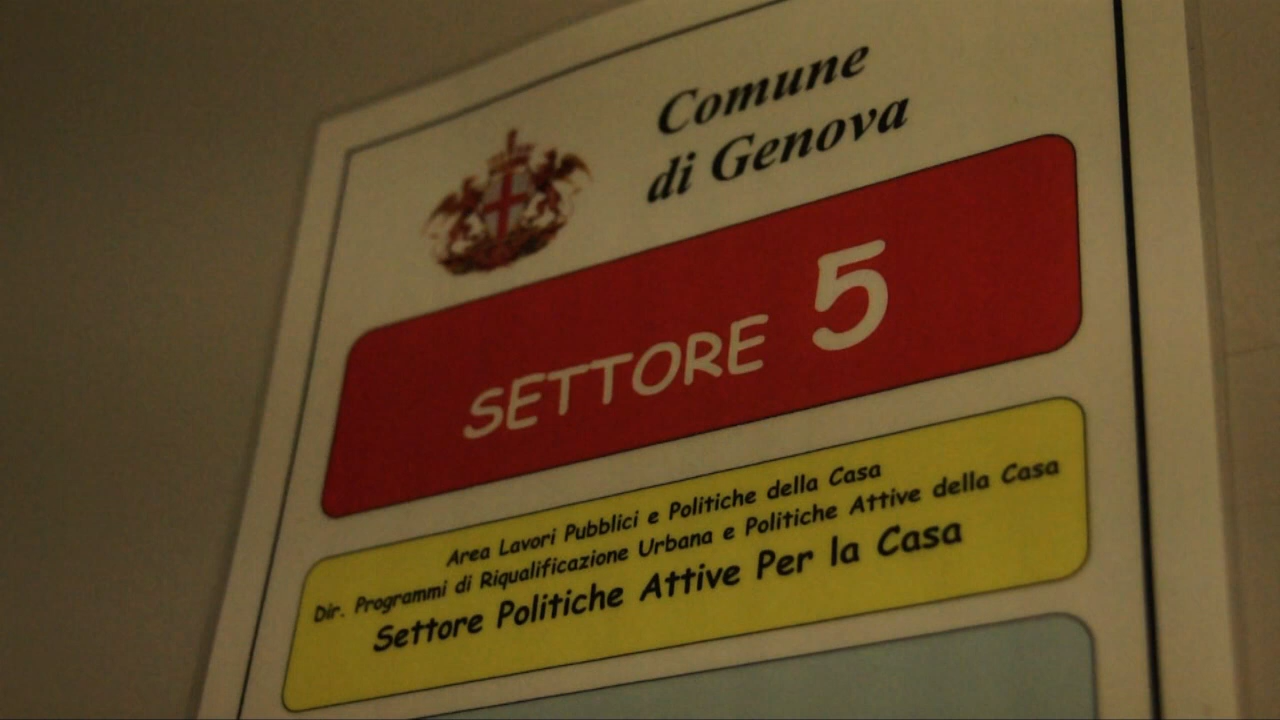 Comune
di Genova
SETTORE 5
Area Lavori Pubblici e Politiche della Casa
Dir. Programmi di Riqualificazione Urbana e Politiche Attive della Casa
Settore Politiche Attive Per la Casa